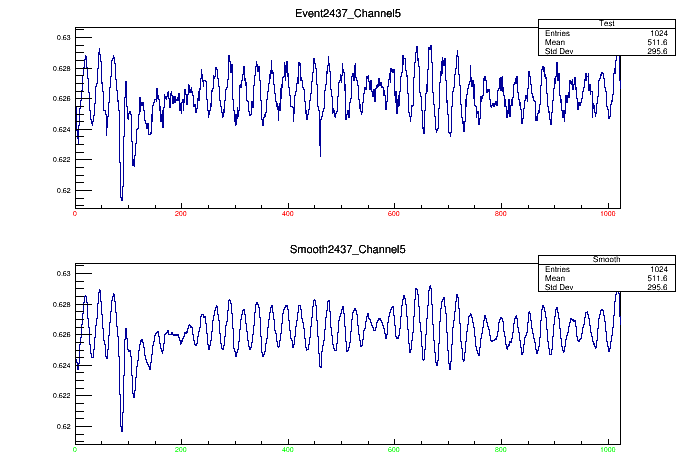 Event2437_Channel5
Test
Entries 1024
Mean 511.6
Std Dev 295.6
0.63
0.628
0.626
0.624
0.622
0.62
0 200 400 600 800 1000
Smooth2437_Channel5
Smooth
Entries 1024
Mean 511.6
Std Dev 295.6
0.63
0.628
0.626
0.624
0.622
0.62
0 200 400 600 800 1000